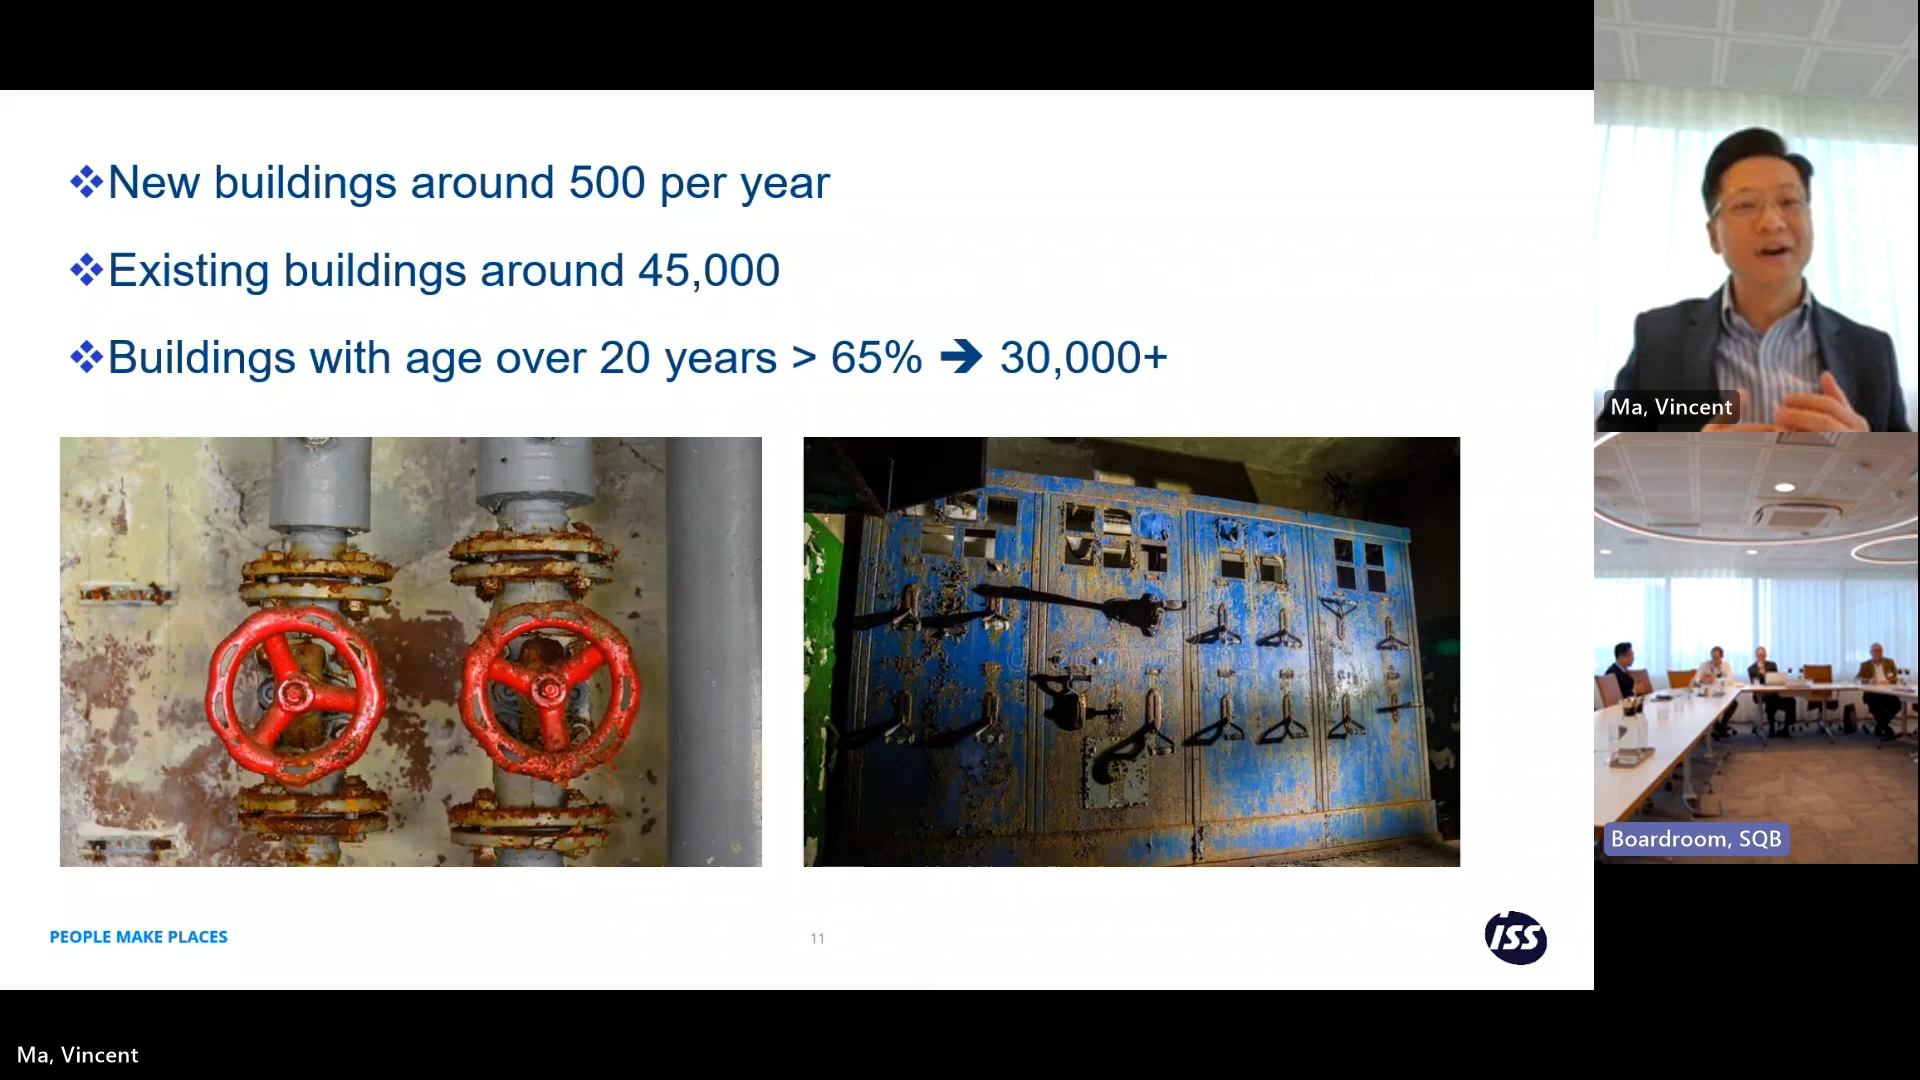 New buildings around 500 per year
Existing buildings around 45,000
Buildings with age over 20 years > 65% → 30,000+
PEOPLE MAKE PLACES
11
ISS
Ma, Vincent
Boardroom, SQB
Ma, Vincent